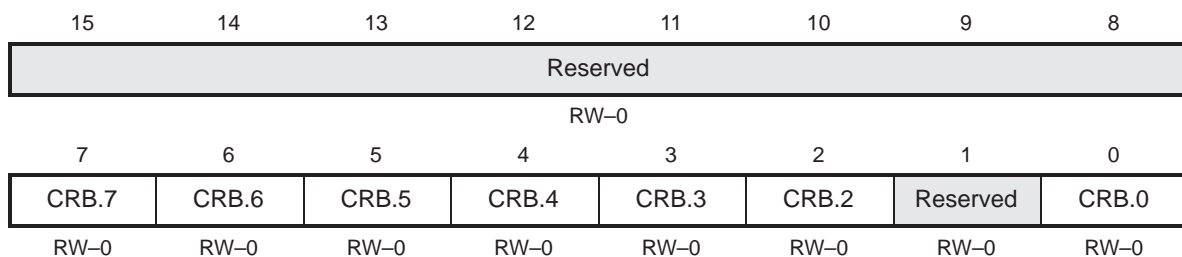 15 14 13 12 11 10 9 8
Reserved
RW–0
7 6 5 4 3 2 1 0
CRB.7 CRB.6 CRB.5 CRB.4 CRB.3 CRB.2 Reserved CRB.0
RW–0 RW–0 RW–0 RW–0 RW–0 RW–0 RW–0 RW–0